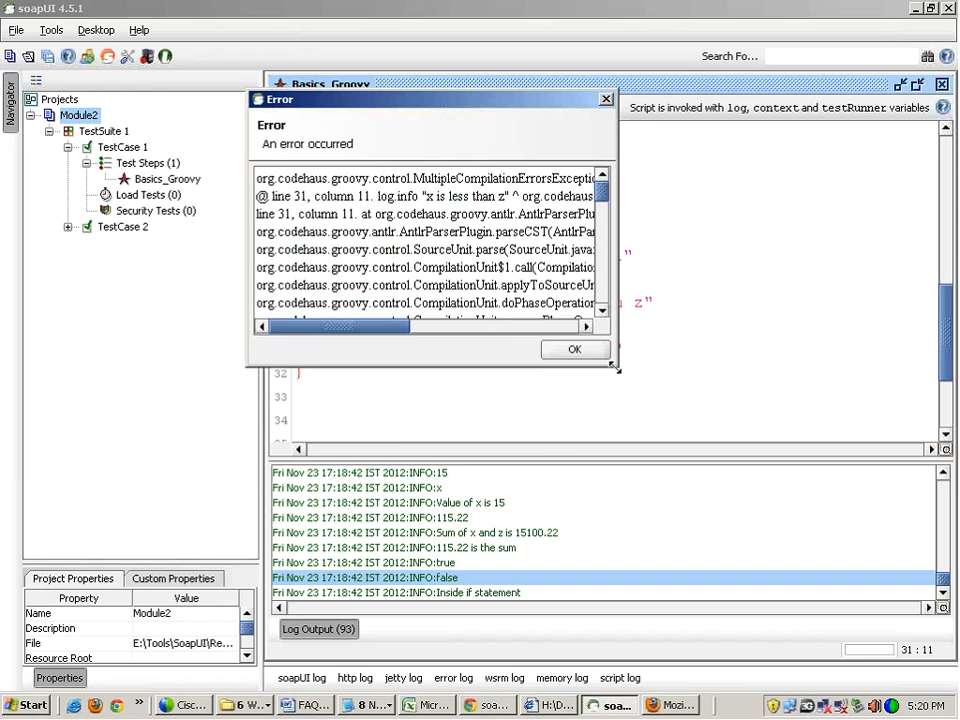 soapUI 4.5.1
File Tools Desktop Help
Search Fo...
Navigator
Projects
Module2
TestSuite 1
TestCase 1
Test Steps (1)
Basics_Groovy
Load Tests (0)
Security Tests (0)
TestCase 2
Basics_Groovy
Script is invoked with log, context and testRunner variables
Error
Error
An error occurred
org.codehaus.groovy.control.MultipleCompilationErrorsExceptio
@ line 31, column 11. log.info "x is less than z" ^ org.codehaus.
line 31, column 11. at org.codehaus.groovy.antlr.AntlrParserPlu
org.codehaus.groovy.antlr.AntlrParserPlugin.parseCST(AntlrPar
org.codehaus.groovy.control.SourceUnit.parse(SourceUnit.java:
org.codehaus.groovy.control.CompilationUnit$1.call(Compilatio
org.codehaus.groovy.control.CompilationUnit.applyToSourceUn
org.codehaus.groovy.control.CompilationUnit.doPhaseOperation
OK
z"
32 }
33
34
Fri Nov 23 17:18:42 IST 2012:INFO:15
Fri Nov 23 17:18:42 IST 2012:INFO:x
Fri Nov 23 17:18:42 IST 2012:INFO:Value of x is 15
Fri Nov 23 17:18:42 IST 2012:INFO:115.22
Fri Nov 23 17:18:42 IST 2012:INFO:Sum of x and z is 15100.22
Fri Nov 23 17:18:42 IST 2012:INFO:115.22 is the sum
Fri Nov 23 17:18:42 IST 2012:INFO:true
Fri Nov 23 17:18:42 IST 2012:INFO:false
Fri Nov 23 17:18:42 IST 2012:INFO:Inside if statement
Log Output (93)
31 : 11
Project Properties Custom Properties
Property Value
Name Module2
Description
File E:\Tools\SoapUI\Re...
Resource Root
Properties
soapUI log http log jetty log error log wsrm log memory log script log
Start » Cisc... 6 W... FAQ... 8 N... Micr... soa... H:\D... soa... Mozi... 5:20 PM